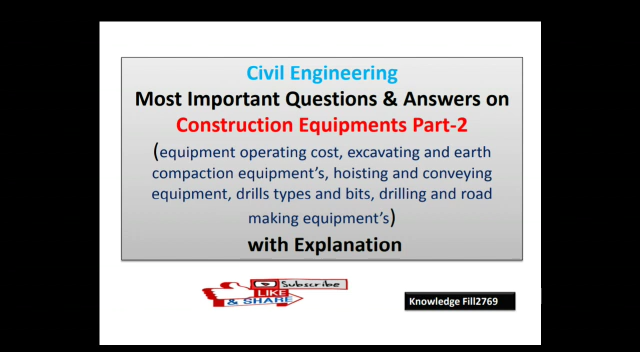 Civil Engineering
Most Important Questions & Answers on
Construction Equipments Part-2
(equipment operating cost, excavating and earth
compaction equipment's, hoisting and conveying
equipment, drills types and bits, drilling and road
making equipment's)
with Explanation
Subscribe
LIKE
& SHARE
Knowledge Fill2769